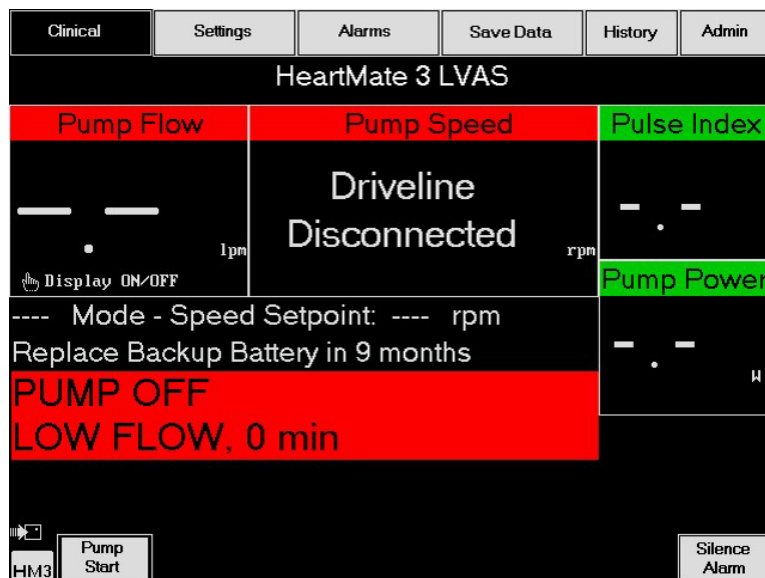 Clinical Settings Alarms Save Data History Admin
HeartMate 3 LVAS
Pump Flow Pump Speed Pulse Index
Driveline
Disconnected
-- -- . lpm rpm - . -
Display ON/OFF
Pump Power
---- Mode - Speed Setpoint: ---- rpm
Replace Backup Battery in 9 months
- . - W
PUMP OFF
LOW FLOW, 0 min
HM3 Pump Start
Silence Alarm